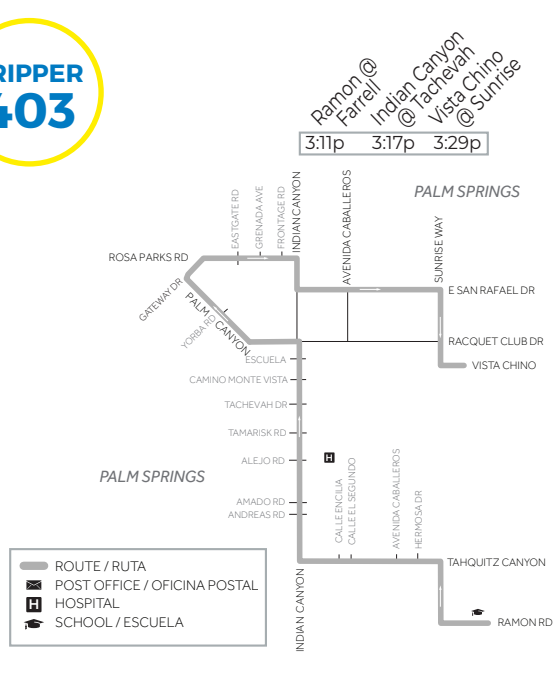 RIPPER
403
Ramon @
Farrell
Indian Canyon
@ Tachevah
Vista Chino
@ Sunrise
3:11p 3:17p 3:29p
PALM SPRINGS
EASTGATE RD
GRENADA AVE
FRONTAGE RD
INDIAN CANYON
AVENIDA CABALLEROS
SUNRISE WAY
ROSA PARKS RD
GATEWAY DR
PALM CANYON
YORBA RD
E SAN RAFAEL DR
RACQUET CLUB DR
VISTA CHINO
ESCUELA
CAMINO MONTE VISTA
TACHEVAH DR
TAMARISK RD
ALEJO RD
PALM SPRINGS
AMADO RD
ANDREAS RD
H
CALLE ENCILIA
CALLE EL SEGUNDO
AVENIDA CABALLEROS
HERMOSA DR
TAHQUITZ CANYON
INDIAN CANYON
RAMON RD
ROUTE / RUTA
POST OFFICE / OFICINA POSTAL
H HOSPITAL
SCHOOL / ESCUELA